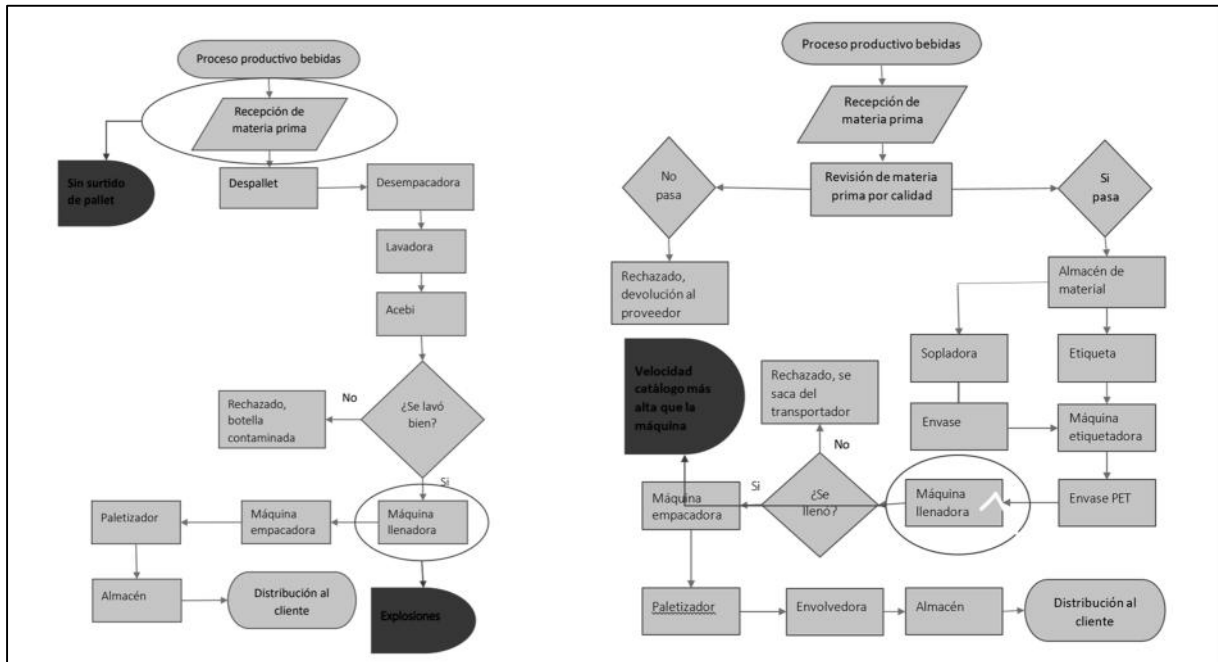 Proceso productivo bebidas
Recepción de
materia prima
Sin surtido
de pallet
Despallet
Desempacadora
Lavadora
Acebi
¿Se lavó
bien?
No
Rechazado,
botella
contaminada
Si
Máquina
llenadora
Máquina
empacadora
Paletizador
Almacén
Distribución al
cliente
Explosiones
Proceso productivo bebidas
Recepción de
materia prima
Revisión de materia
prima por calidad
No
pasa
Si
pasa
Rechazado,
devolución al
proveedor
Almacén de
material
Sopladora
Etiqueta
Envase
Máquina
etiquetadora
Envase PET
Máquina
llenadora
¿Se
llenó?
No
Rechazado, se
saca del
transportador
Si
Velocidad
catálogo más
alta que la
máquina
Máquina
empacadora
Paletizador
Envolvedora
Almacén
Distribución al
cliente